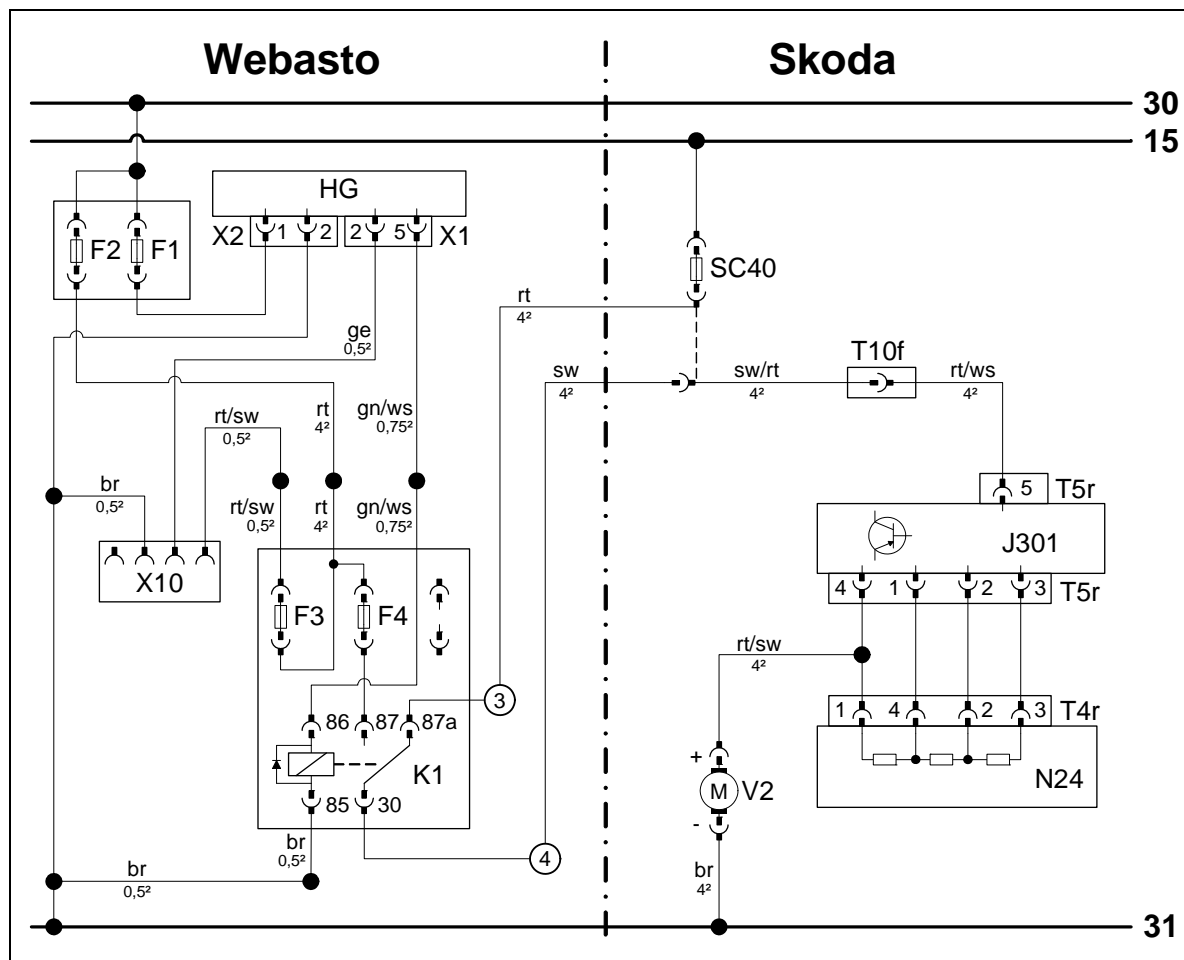 Webasto
Skoda
30
15
HG
X2 1 2 2 5 X1
F2 F1
SC40
rt
4²
ge
0,5²
T10f
sw
4²
sw/rt
4²
rt/ws
4²
rt/sw
0,5²
rt
4²
gn/ws
0,75²
br
0,5²
rt/sw
0,5²
rt
4²
gn/ws
0,75²
5 T5r
J301
X10
4 1 2 3 T5r
F3 F4
rt/sw
4²
3
86 87 87a
1 4 2 3 T4r
+
K1
M V2
N24
85 30
-
br
0,5²
4
br
0,5²
br
4²
31